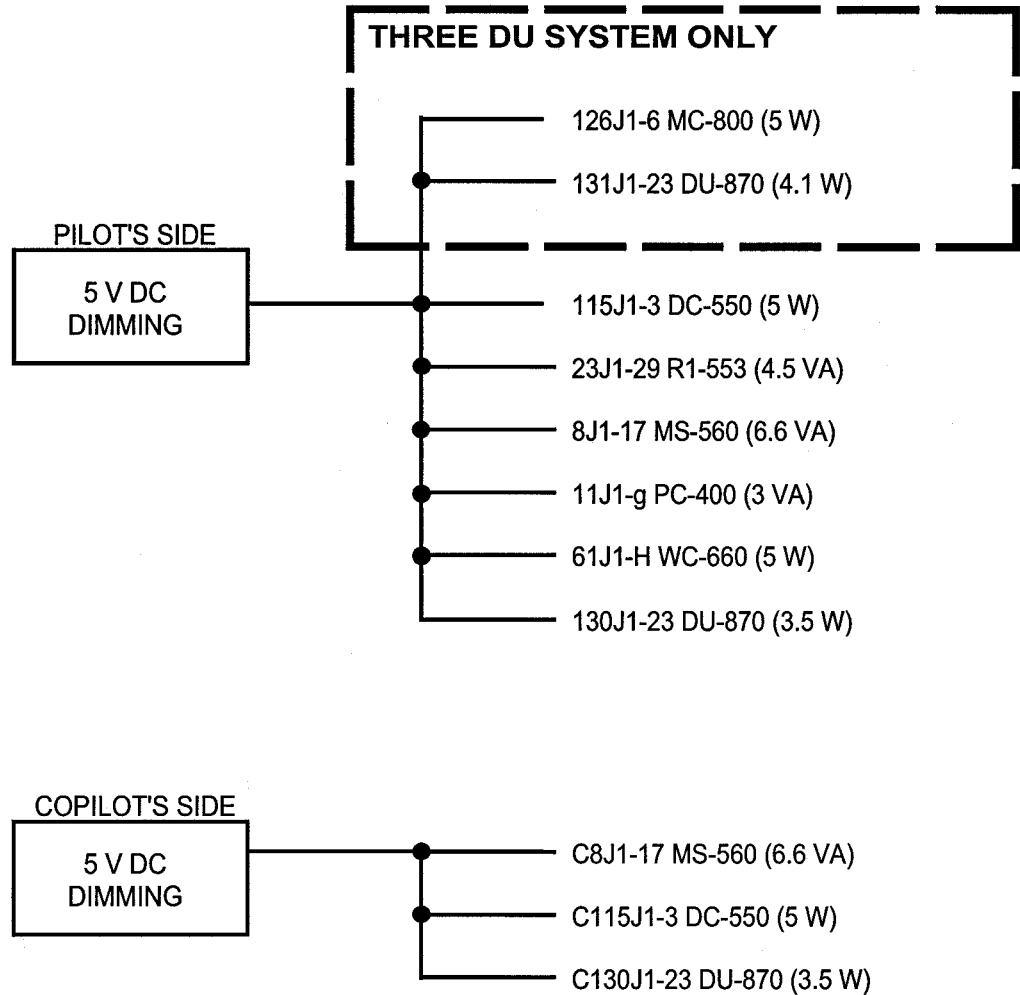 THREE DU SYSTEM ONLY
126J1-6 MC-800 (5 W)
131J1-23 DU-870 (4.1 W)
PILOT'S SIDE
5 V DC
DIMMING
115J1-3 DC-550 (5 W)
23J1-29 R1-553 (4.5 VA)
8J1-17 MS-560 (6.6 VA)
11J1-g PC-400 (3 VA)
61J1-H WC-660 (5 W)
130J1-23 DU-870 (3.5 W)
COPILOT'S SIDE
5 V DC
DIMMING
C8J1-17 MS-560 (6.6 VA)
C115J1-3 DC-550 (5 W)
C130J1-23 DU-870 (3.5 W)